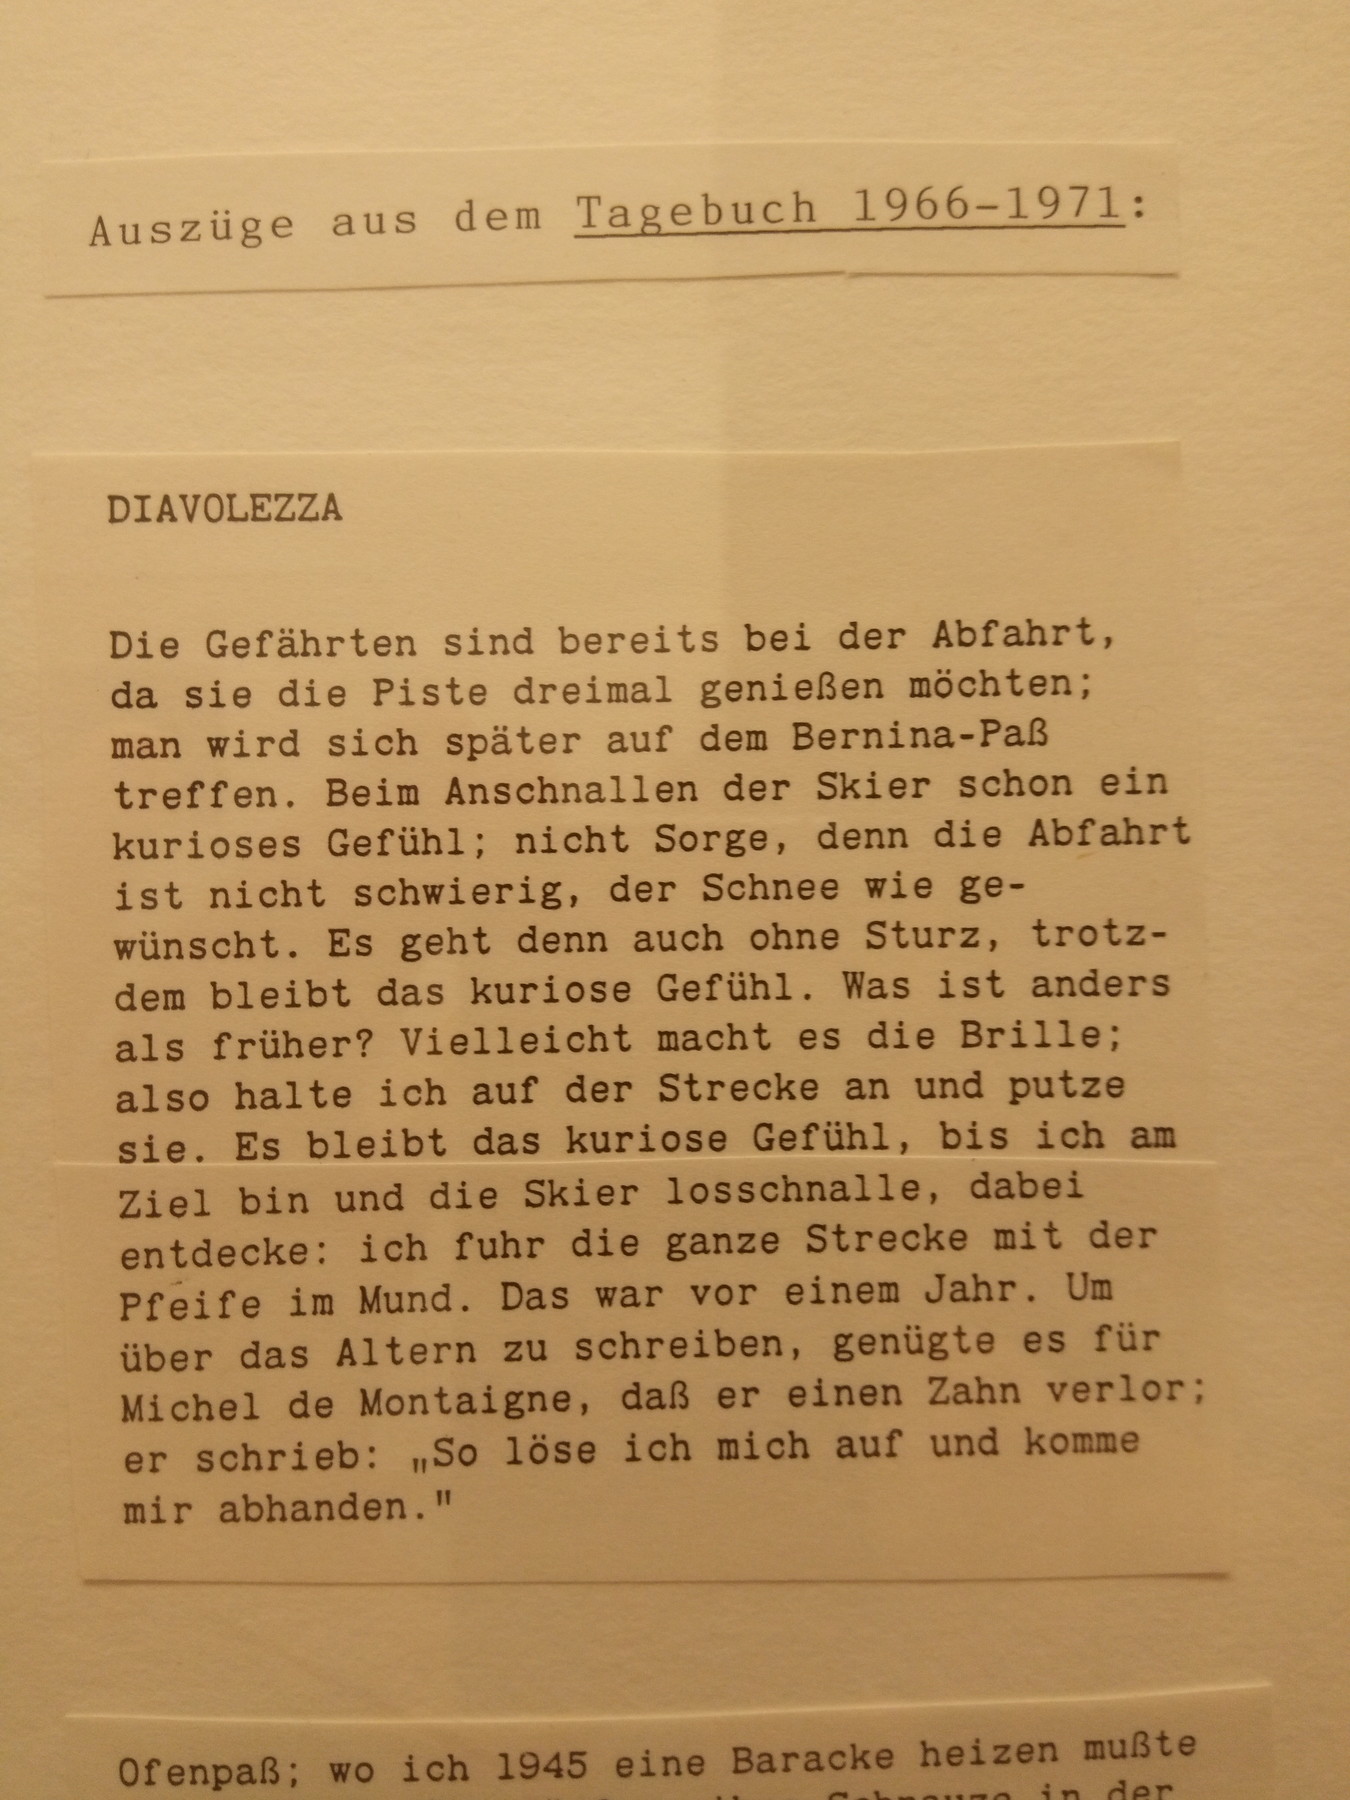 Auszüge aus dem Tagebuch 1966-1971:
DIAVOLEZZA
Die Gefährten sind bereits bei der Abfahrt,
da sie die Piste dreimal genießen möchten;
man wird sich später auf dem Bernina-Paß
treffen. Beim Anschnallen der Skier schon ein
kurioses Gefühl; nicht Sorge, denn die Abfahrt
ist nicht schwierig, der Schnee wie ge-
wünscht. Es geht denn auch ohne Sturz, trotz-
dem bleibt das kuriose Gefühl. Was ist anders
als früher? Vielleicht macht es die Brille;
also halte ich auf der Strecke an und putze
sie. Es bleibt das kuriose Gefühl, bis ich am
Ziel bin und die Skier losschnalle, dabei
entdecke: ich fuhr die ganze Strecke mit der
Pfeife im Mund. Das war vor einem Jahr. Um
über das Altern zu schreiben, genügte es für
Michel de Montaigne, daß er einen Zahn verlor;
er schrieb: „So löse ich mich auf und komme
mir abhanden."
Ofenpaß; wo ich 1945 eine Baracke heizen mußte
Schnauze in der